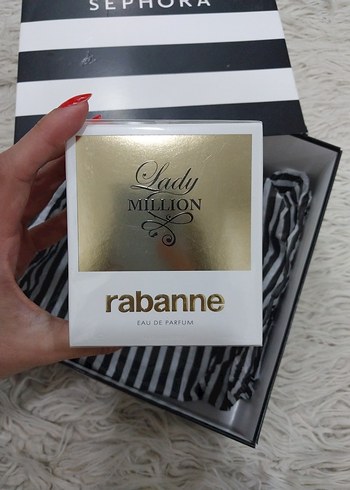 SEPHORA
Lady
MILLION
rabanne
EAU DE PARFUM